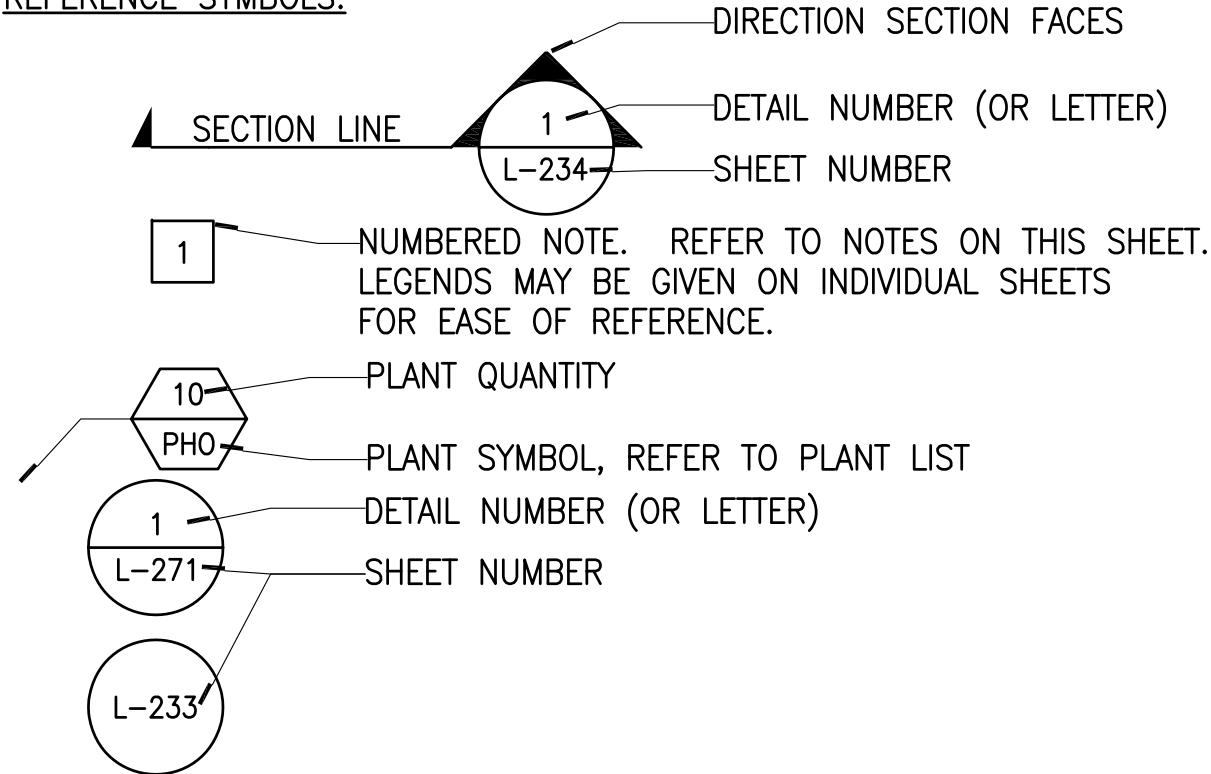 REFERENCE SYMBOLS:
DIRECTION SECTION FACES
SECTION LINE
1
DETAIL NUMBER (OR LETTER)
L-234
SHEET NUMBER
1
NUMBERED NOTE. REFER TO NOTES ON THIS SHEET.
LEGENDS MAY BE GIVEN ON INDIVIDUAL SHEETS
FOR EASE OF REFERENCE.
10
PLANT QUANTITY
PHO
PLANT SYMBOL, REFER TO PLANT LIST
1
DETAIL NUMBER (OR LETTER)
L-271
SHEET NUMBER
L-233